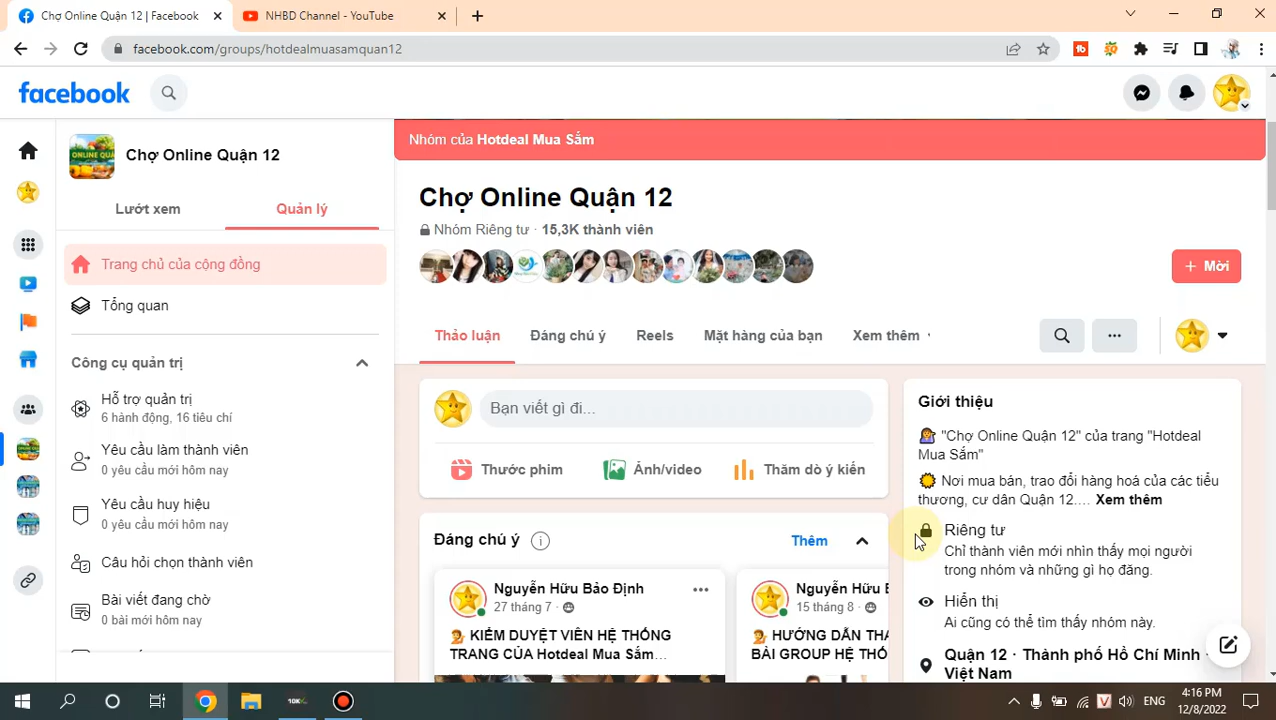 Chợ Online Quận 12 | Facebook
NHBD Channel - YouTube
facebook.com/groups/hotdealmuasamquan12
facebook
Chợ Online Quận 12
Lướt xem
Quản lý
Trang chủ của cộng đồng
Tổng quan
Công cụ quản trị
Hỗ trợ quản trị
6 hành động, 16 tiêu chí
Yêu cầu làm thành viên
0 yêu cầu mới hôm nay
Yêu cầu huy hiệu
0 yêu cầu mới hôm nay
Câu hỏi chọn thành viên
Bài viết đang chờ
0 bài mới hôm nay
Nhóm của Hotdeal Mua Sắm
Chợ Online Quận 12
Nhóm Riêng tư · 15,3K thành viên
+ Mời
Thảo luận
Đáng chú ý
Reels
Mặt hàng của bạn
Xem thêm
Bạn viết gì đi...
Thước phim
Ảnh/video
Thăm dò ý kiến
Đáng chú ý
Thêm
Nguyễn Hữu Bảo Định
27 tháng 7 ·
KIỂM DUYỆT VIÊN HỆ THỐNG
TRANG CỦA Hotdeal Mua Sắm...
Nguyễn Hữu B
15 tháng 8 ·
HƯỚNG DẪN THA
BÀI GROUP HỆ THỐ
Giới thiệu
"Chợ Online Quận 12" của trang "Hotdeal
Mua Sắm"
Nơi mua bán, trao đổi hàng hoá của các tiểu
thương, cư dân Quận 12.... Xem thêm
Riêng tư
Chỉ thành viên mới nhìn thấy mọi người
trong nhóm và những gì họ đăng.
Hiển thị
Ai cũng có thể tìm thấy nhóm này.
Quận 12 · Thành phố Hồ Chí Minh ·
Việt Nam
10K
V
ENG
4:16 PM
12/8/2022